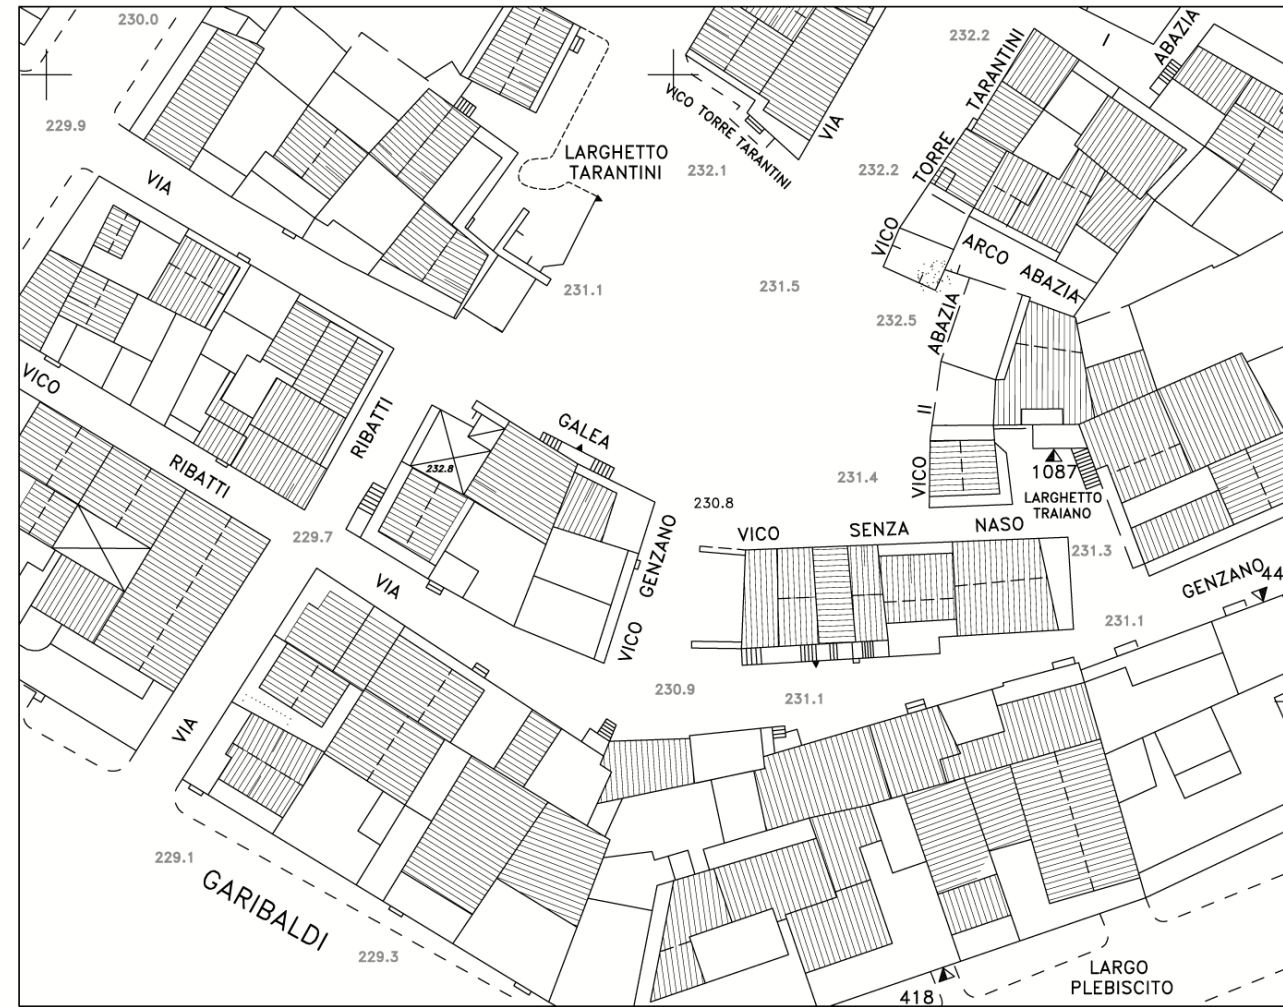 230.0
229.9
VIA
LARGHETTO
TARANTINI
VICO TORRE TARANTINI
VIA
232.1
232.2
232.2
TARANTINI
TORRE
VICO
I
ABAZIA
ARCO ABAZIA
231.1
231.5
232.5
ABAZIA
II
VICO
VICO
RIBATTI
RIBATTI
GALEA
232.8
231.4
1087
LARGHETTO
TRAIANO
230.8
VICO SENZA NASO
231.3
229.7
VIA
GENZANO
VICO
GENZANO
44
231.1
230.9
231.1
VIA
229.1
GARIBALDI
229.3
418
LARGO
PLEBISCITO